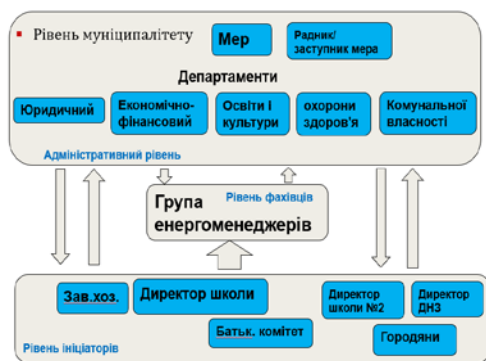 ▪ Рівень муніципалітету
Мер
Радник/
заступник мера
Департаменти
Юридичний
Економічно-
фінансовий
Освіти і
культури
охорони
здоров'я
Комунальної
власності
Адміністративний рівень
Рівень фахівців
Група
енергоменеджерів
Зав.хоз.
Директор школи
Директор
школи №2
Директор
ДНЗ
Батьк. комітет
Городяни
Рівень ініціаторів